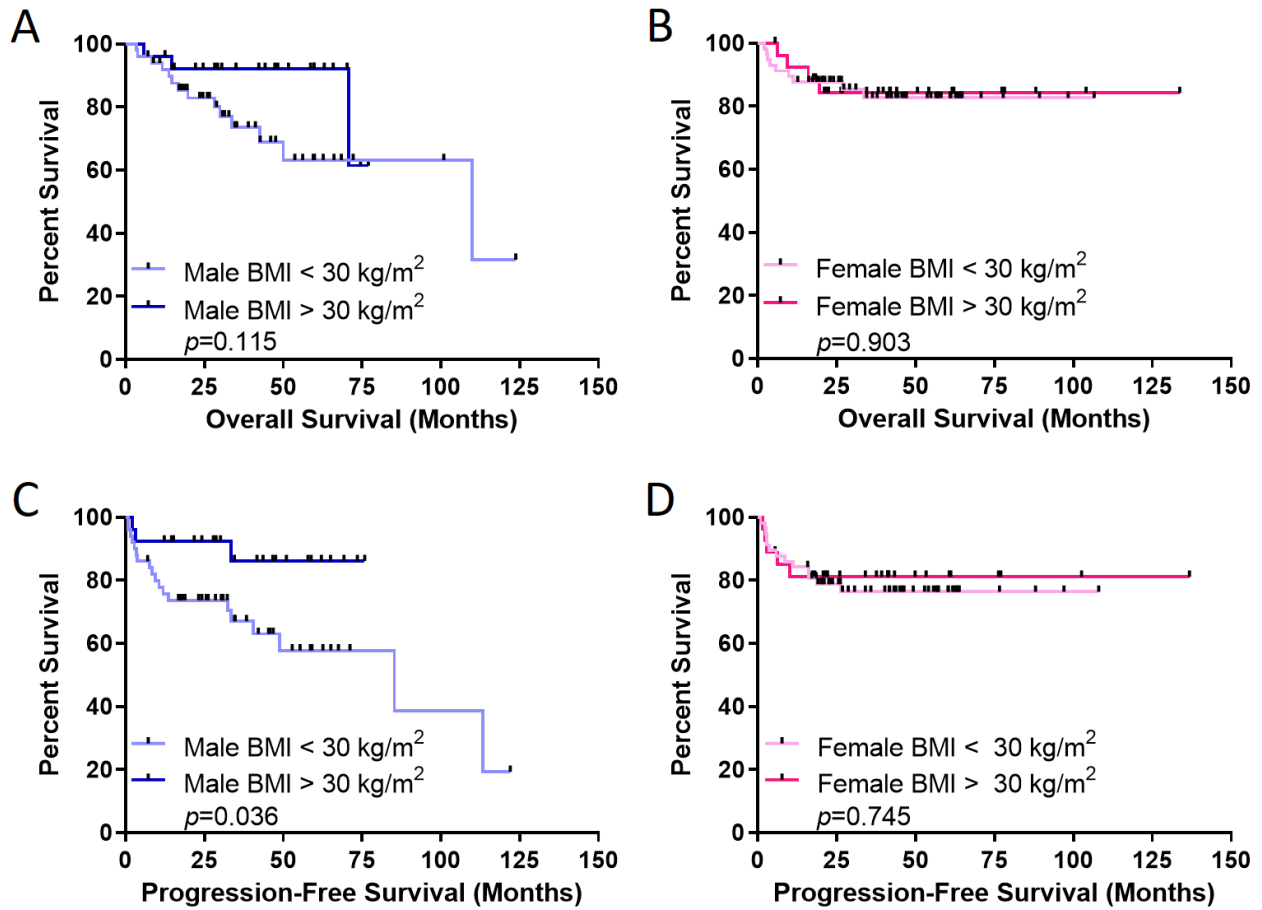 A
Percent Survival
100
80
60
40
20
0
Male BMI < 30 kg/m²
Male BMI > 30 kg/m²
p=0.115
0 25 50 75 100 125 150
Overall Survival (Months)
B
Percent Survival
100
80
60
40
20
0
Female BMI < 30 kg/m²
Female BMI > 30 kg/m²
p=0.903
0 25 50 75 100 125 150
Overall Survival (Months)
C
Percent Survival
100
80
60
40
20
0
Male BMI < 30 kg/m²
Male BMI > 30 kg/m²
p=0.036
0 25 50 75 100 125 150
Progression-Free Survival (Months)
D
Percent Survival
100
80
60
40
20
0
Female BMI < 30 kg/m²
Female BMI > 30 kg/m²
p=0.745
0 25 50 75 100 125 150
Progression-Free Survival (Months)